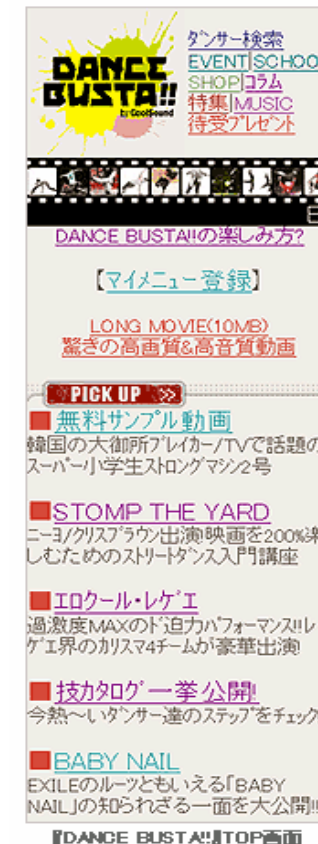 DANCE
BUSTA!!
by CoolSound
ダンサー検索
EVENT|SCHOO
SHOP|コラム
特集|MUSIC
待受プレゼント
DANCE BUSTA!!の楽しみ方?
【マイメニュー登録】
LONG MOVIE(10MB)
驚きの高画質&高音質動画
PICK UP
■無料サンプル動画
韓国の大御所ブレイカー/TVで話題の
スーパー小学生ストロングマシン2号
■STOMP THE YARD
ニーヨ/クリスブラウン出演!映画を200%楽
しむためのストリートダンス入門講座
■エロクール・レゲエ
過激度MAXのド迫力パフォーマンス!!レ
ゲエ界のカリスマ4チームが豪華出演!
■技カタログ一挙公開!
今熱〜いダンサー達のステップをチェック
■BABY NAIL
EXILEのルーツともいえる「BABY
NAIL」の知られざる一面を大公開!!
『DANCE BUSTA!!』TOP画面